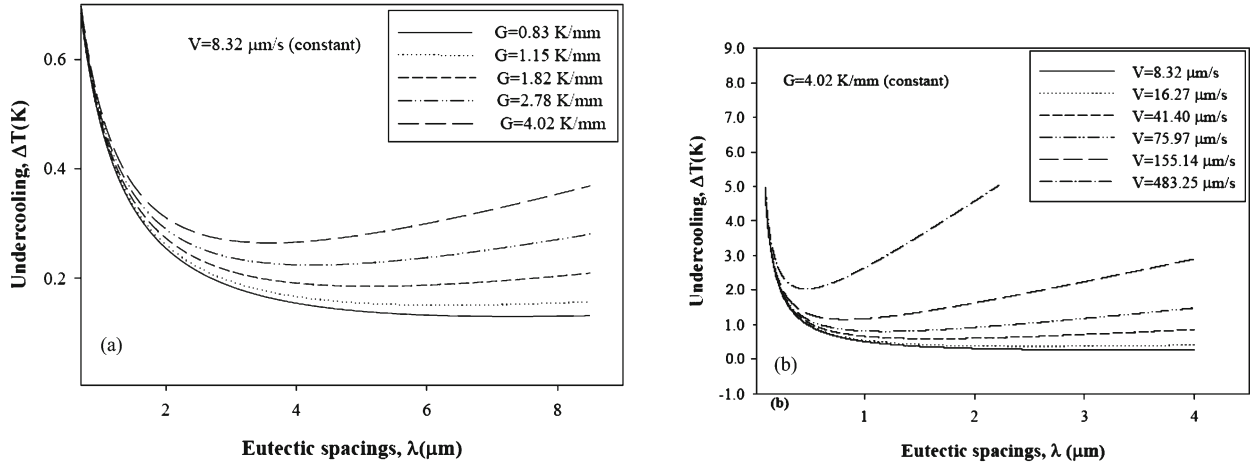 0.6
0.4
0.2
Undercooling, ΔT(K)
V=8.32 μm/s (constant)
G=0.83 K/mm
G=1.15 K/mm
G=1.82 K/mm
G=2.78 K/mm
G=4.02 K/mm
(a)
2
4
6
8
Eutectic spacings, λ(μm)
9.0
8.0
7.0
6.0
5.0
4.0
3.0
2.0
1.0
0.0
-1.0
Undercooling, ΔT(K)
G=4.02 K/mm (constant)
V=8.32 μm/s
V=16.27 μm/s
V=41.40 μm/s
V=75.97 μm/s
V=155.14 μm/s
V=483.25 μm/s
(b)
(b)
1
2
3
4
Eutectic spacings, λ (μm)